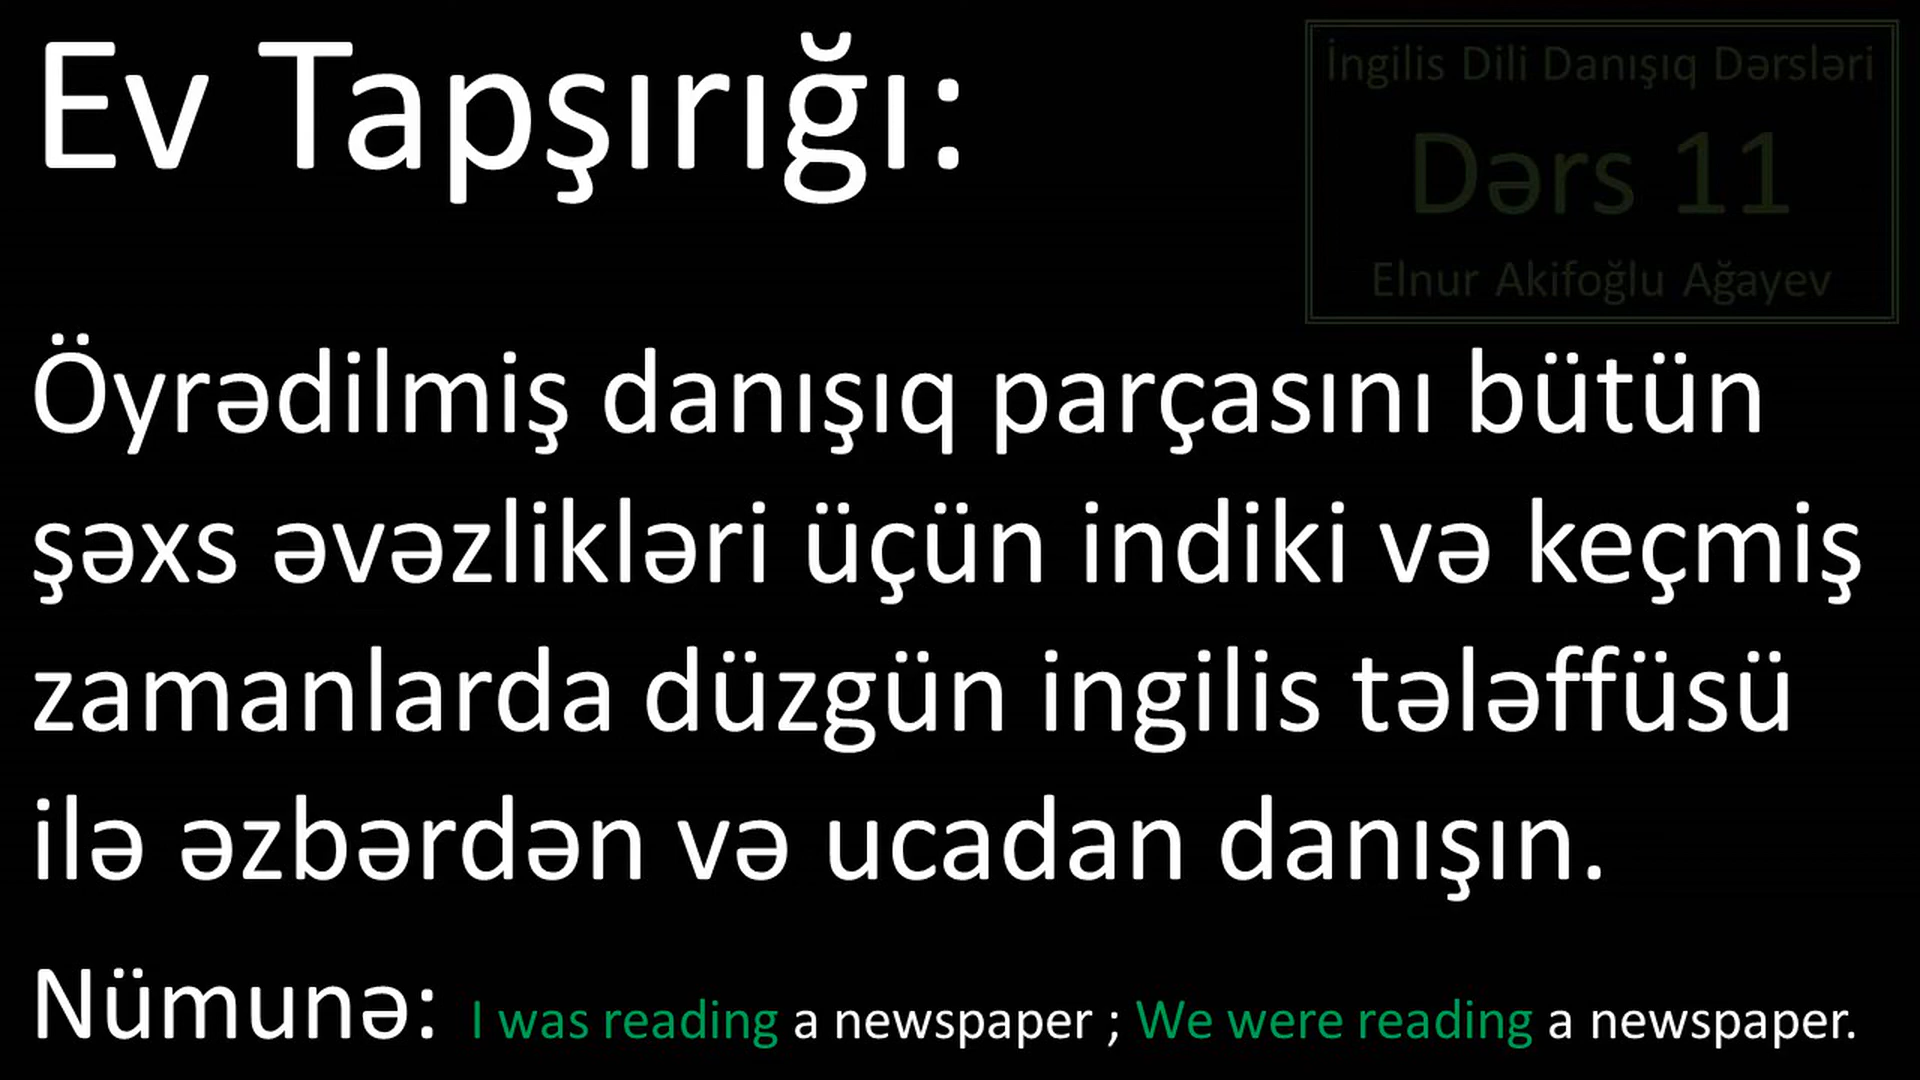 Ev Tapşırığı:
İngilis Dili Danışıq Dərsləri
Dərs 11
Elnur Akifoğlu Ağayev
Öyrədilmiş danışıq parçasını bütün
şəxs əvəzlikləri üçün indiki və keçmiş
zamanlarda düzgün ingilis tələffüsü
ilə əzbərdən və ucadan danışın.
Nümunə: I was reading a newspaper ; We were reading a newspaper.